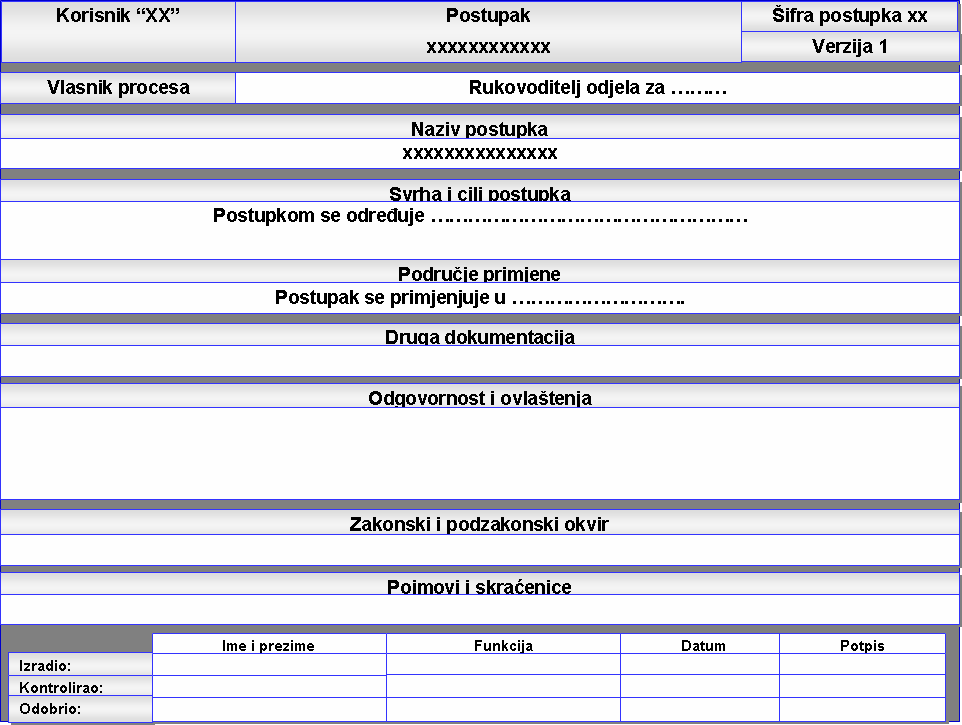 Korisnik “XX”
Postupak
xxxxxxxxxxxx
Šifra postupka xx
Verzija 1
Vlasnik procesa
Rukovoditelj odjela za ………
Naziv postupka
xxxxxxxxxxxxxxx
Svrha i cilj postupka
Postupkom se određuje ……………………………………………
Područje primjene
Postupak se primjenjuje u ……………………….
Druga dokumentacija
Odgovornost i ovlaštenja
Zakonski i podzakonski okvir
Pojmovi i skraćenice
Ime i prezime Funkcija Datum Potpis
Izradio:
Kontrolirao:
Odobrio: